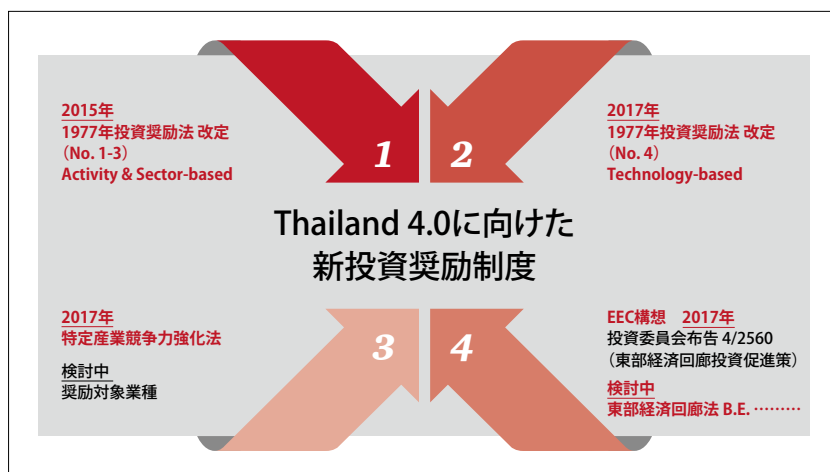 2015年
1977年投資奨励法 改定
（No. 1-3）
Activity & Sector-based
1
2
2017年
1977年投資奨励法 改定
（No. 4）
Technology-based
Thailand 4.0に向けた
新投資奨励制度
2017年
特定産業競争力強化法
検討中
奨励対象業種
3
4
EEC構想　2017年
投資委員会布告 4/2560
（東部経済回廊投資促進策）
検討中
東部経済回廊法 B.E. ………